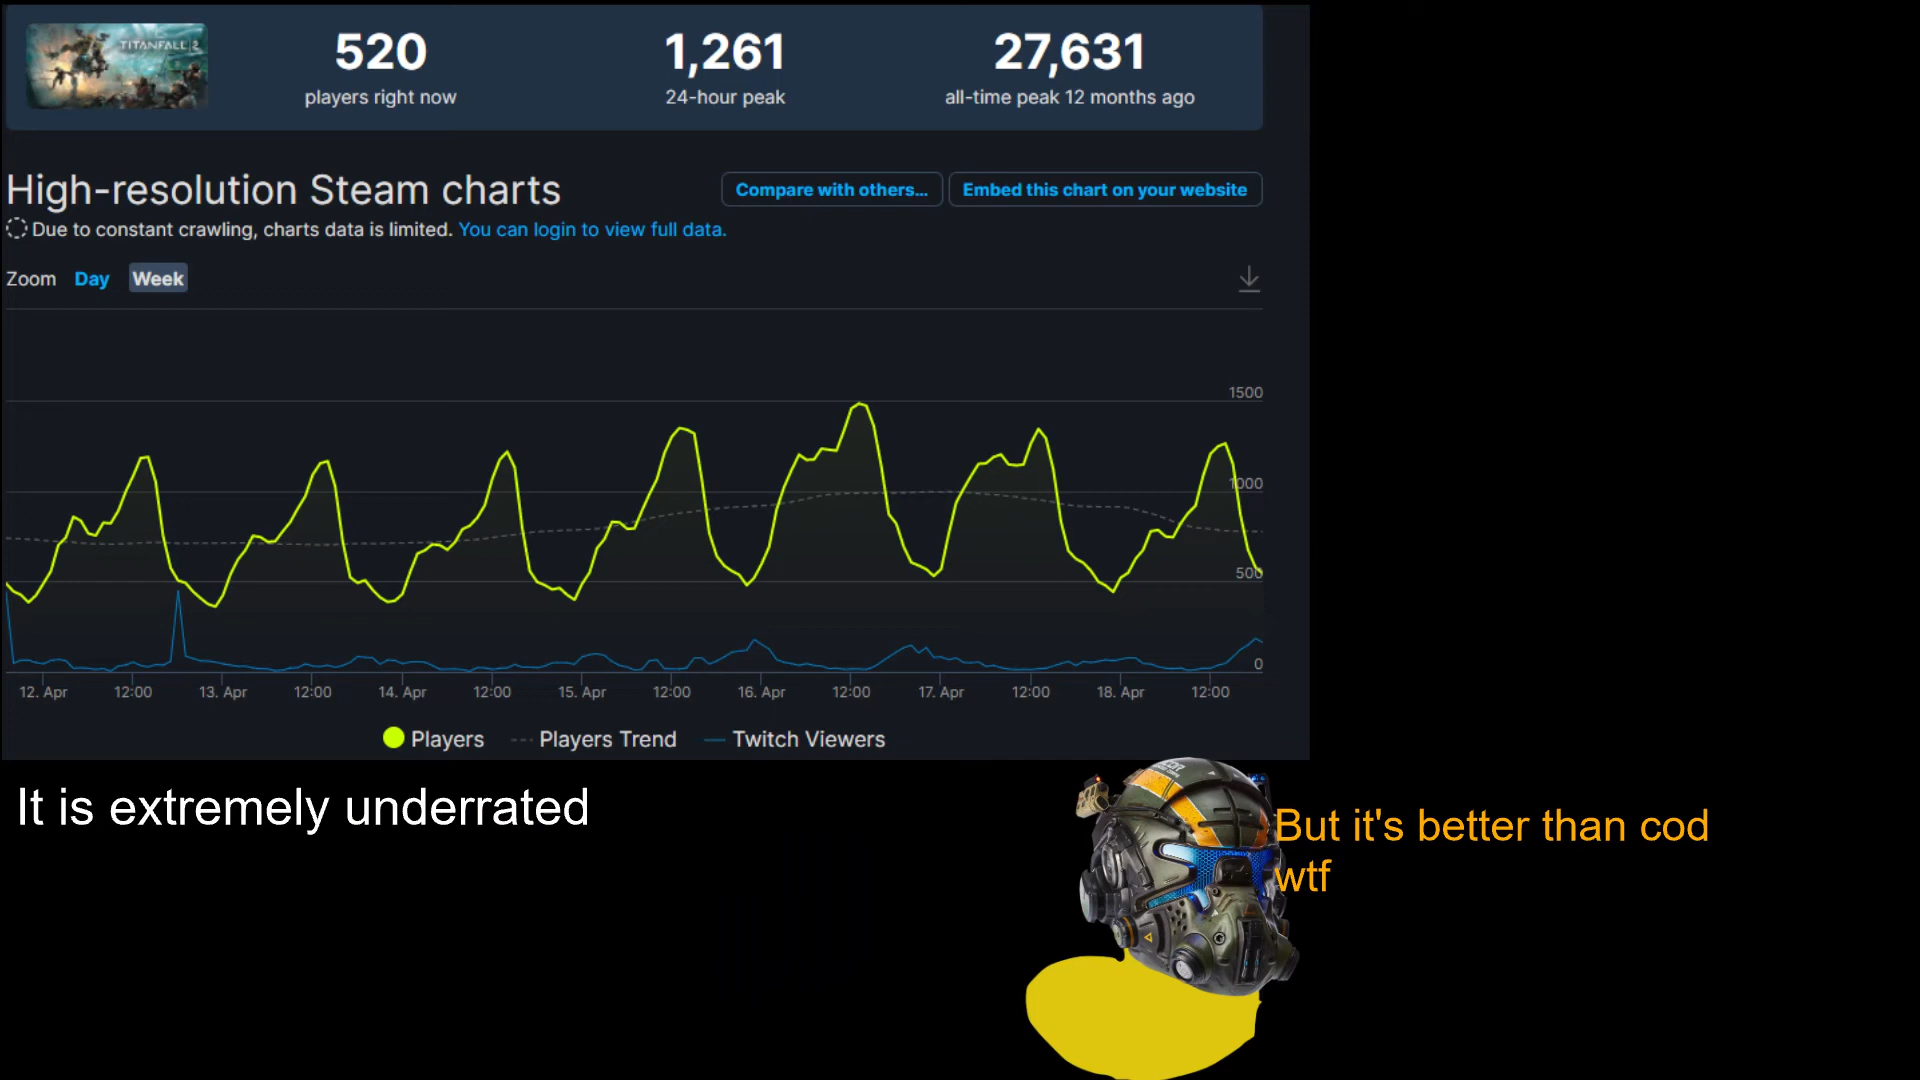 TITANFALL 2
520
players right now
1,261
24-hour peak
27,631
all-time peak 12 months ago
High-resolution Steam charts
Compare with others...
Embed this chart on your website
Due to constant crawling, charts data is limited. You can login to view full data.
Zoom Day Week
1500
1000
500
0
12. Apr 12:00 13. Apr 12:00 14. Apr 12:00 15. Apr 12:00 16. Apr 12:00 17. Apr 12:00 18. Apr 12:00
Players Players Trend Twitch Viewers
It is extremely underrated
But it's better than cod
wtf